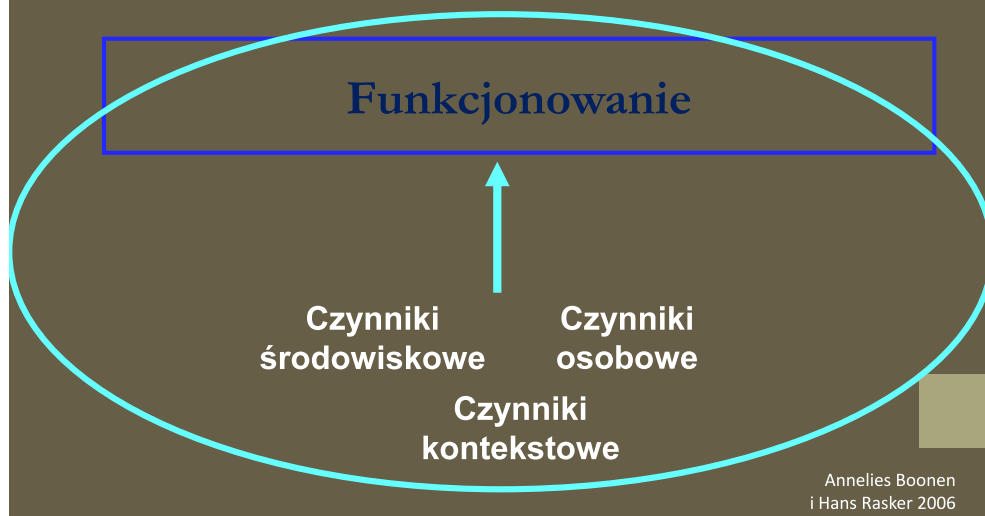 Funkcjonowanie
Czynniki
środowiskowe
Czynniki
osobowe
Czynniki
kontekstowe
Annelies Boonen
i Hans Rasker 2006